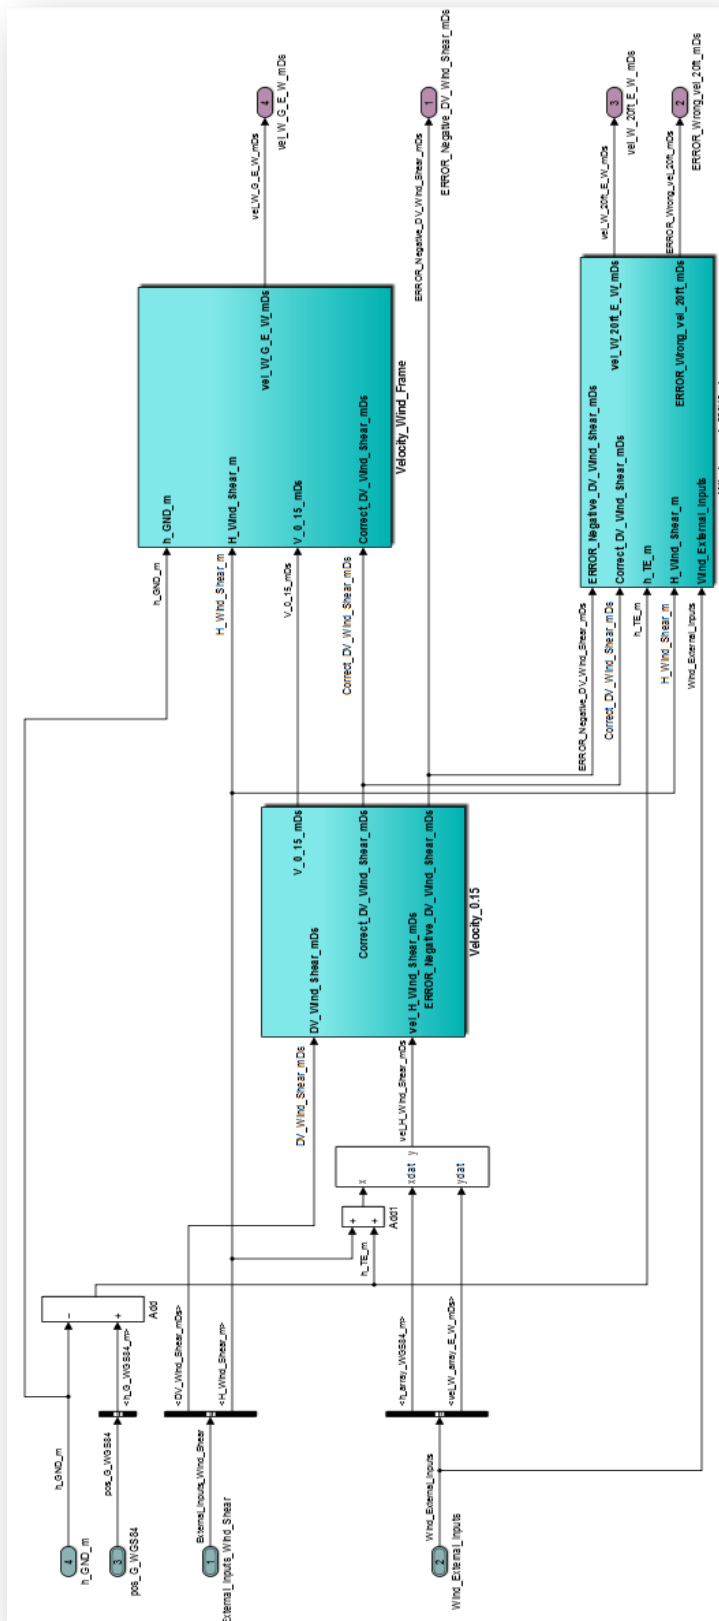 4
h_GND_m
3
pos_G_WGS84
1
External_Inputs_Wind_Shear
2
Wind_External_Inputs
h_GND_m
pos_G_WGS84
External_Inputs_Wind_Shear
Wind_External_Inputs
<h_G_WGS84_m>
<DV_Wind_Shear_mDs>
<H_Wind_Shear_m>
<h_array_WGS84_m>
<vel_W_array_E_W_mDs>
−
+
Add
h_TE_m
+
+
Add1
x
xdat
y
ydat
DV_Wind_Shear_mDs
vel_H_Wind_Shear_mDs
DV_Wind_Shear_mDs
vel_H_Wind_Shear_mDs
V_0_15_mDs
Correct_DV_Wind_Shear_mDs
ERROR_Negative_DV_Wind_Shear_mDs
Velocity_0.15
h_GND_m
H_Wind_Shear_m
V_0_15_mDs
Correct_DV_Wind_Shear_mDs
h_GND_m
H_Wind_Shear_m
V_0_15_mDs
Correct_DV_Wind_Shear_mDs
vel_W_G_E_W_mDs
Velocity_Wind_Frame
ERROR_Negative_DV_Wind_Shear_mDs
Correct_DV_Wind_Shear_mDs
h_TE_m
H_Wind_Shear_m
Wind_External_Inputs
ERROR_Negative_DV_Wind_Shear_mDs
Correct_DV_Wind_Shear_mDs
h_TE_m
H_Wind_Shear_m
Wind_External_Inputs
vel_W_20ft_E_W_mDs
ERROR_Wrong_vel_20ft_mDs
vel_W_G_E_W_mDs
4
vel_W_G_E_W_mDs
ERROR_Negative_DV_Wind_Shear_mDs
1
ERROR_Negative_DV_Wind_Shear_mDs
vel_W_20ft_E_W_mDs
3
vel_W_20ft_E_W_mDs
ERROR_Wrong_vel_20ft_mDs
2
ERROR_Wrong_vel_20ft_mDs